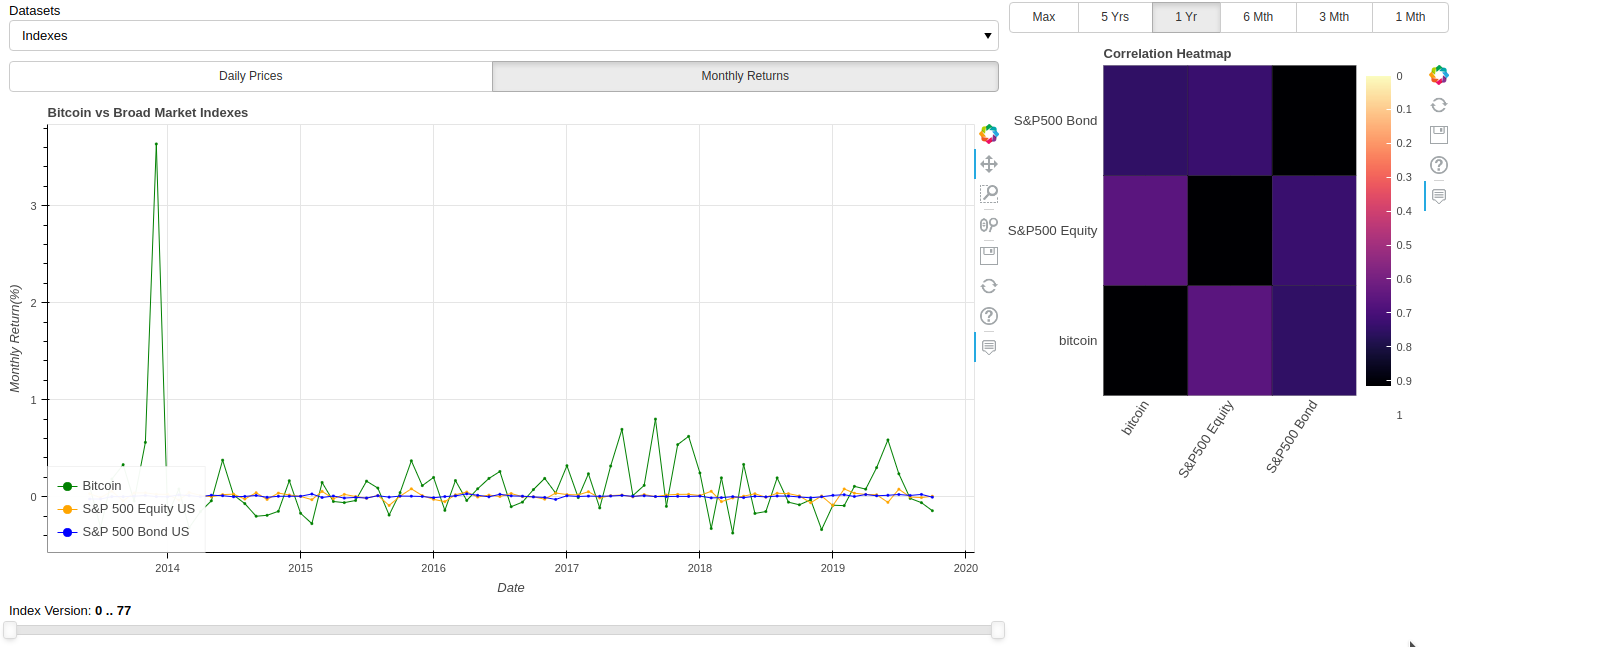 Datasets
Indexes
Daily Prices
Monthly Returns
Bitcoin vs Broad Market Indexes
Monthly Return(%)
3
2
1
0
Bitcoin
S&P 500 Equity US
S&P 500 Bond US
2014
2015
2016
2017
2018
2019
2020
Date
Index Version: 0 .. 77
Max
5 Yrs
1 Yr
6 Mth
3 Mth
1 Mth
Correlation Heatmap
S&P500 Bond
S&P500 Equity
bitcoin
bitcoin
S&P500 Equity
S&P500 Bond
0
0.1
0.2
0.3
0.4
0.5
0.6
0.7
0.8
0.9
1